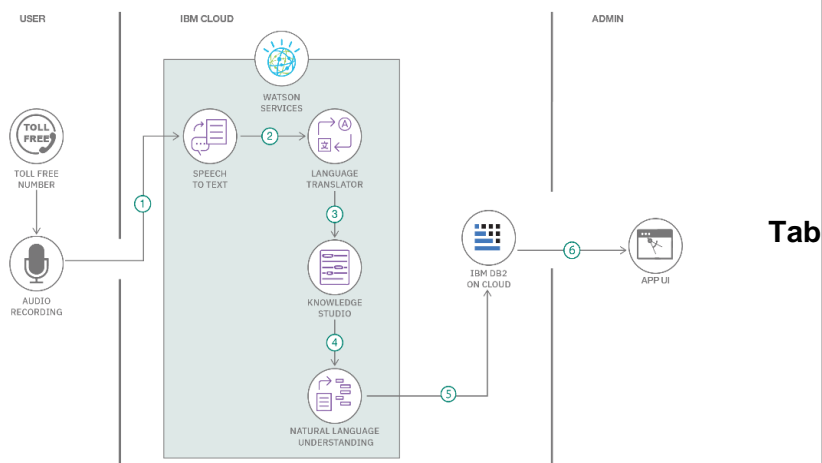 USER
IBM CLOUD
ADMIN
WATSON
SERVICES
TOLL
FREE
TOLL FREE
NUMBER
1
SPEECH
TO TEXT
2
A
文
LANGUAGE
TRANSLATOR
3
AUDIO
RECORDING
KNOWLEDGE
STUDIO
4
NATURAL LANGUAGE
UNDERSTANDING
5
IBM DB2
ON CLOUD
6
APP UI
Tab